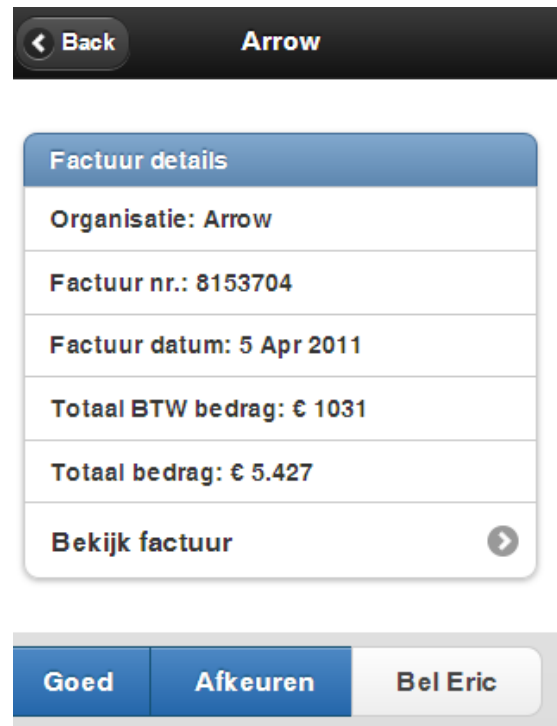 Back
Arrow
Factuur details
Organisatie: Arrow
Factuur nr.: 8153704
Factuur datum: 5 Apr 2011
Totaal BTW bedrag: € 1031
Totaal bedrag: € 5.427
Bekijk factuur
Goed
Afkeuren
Bel Eric